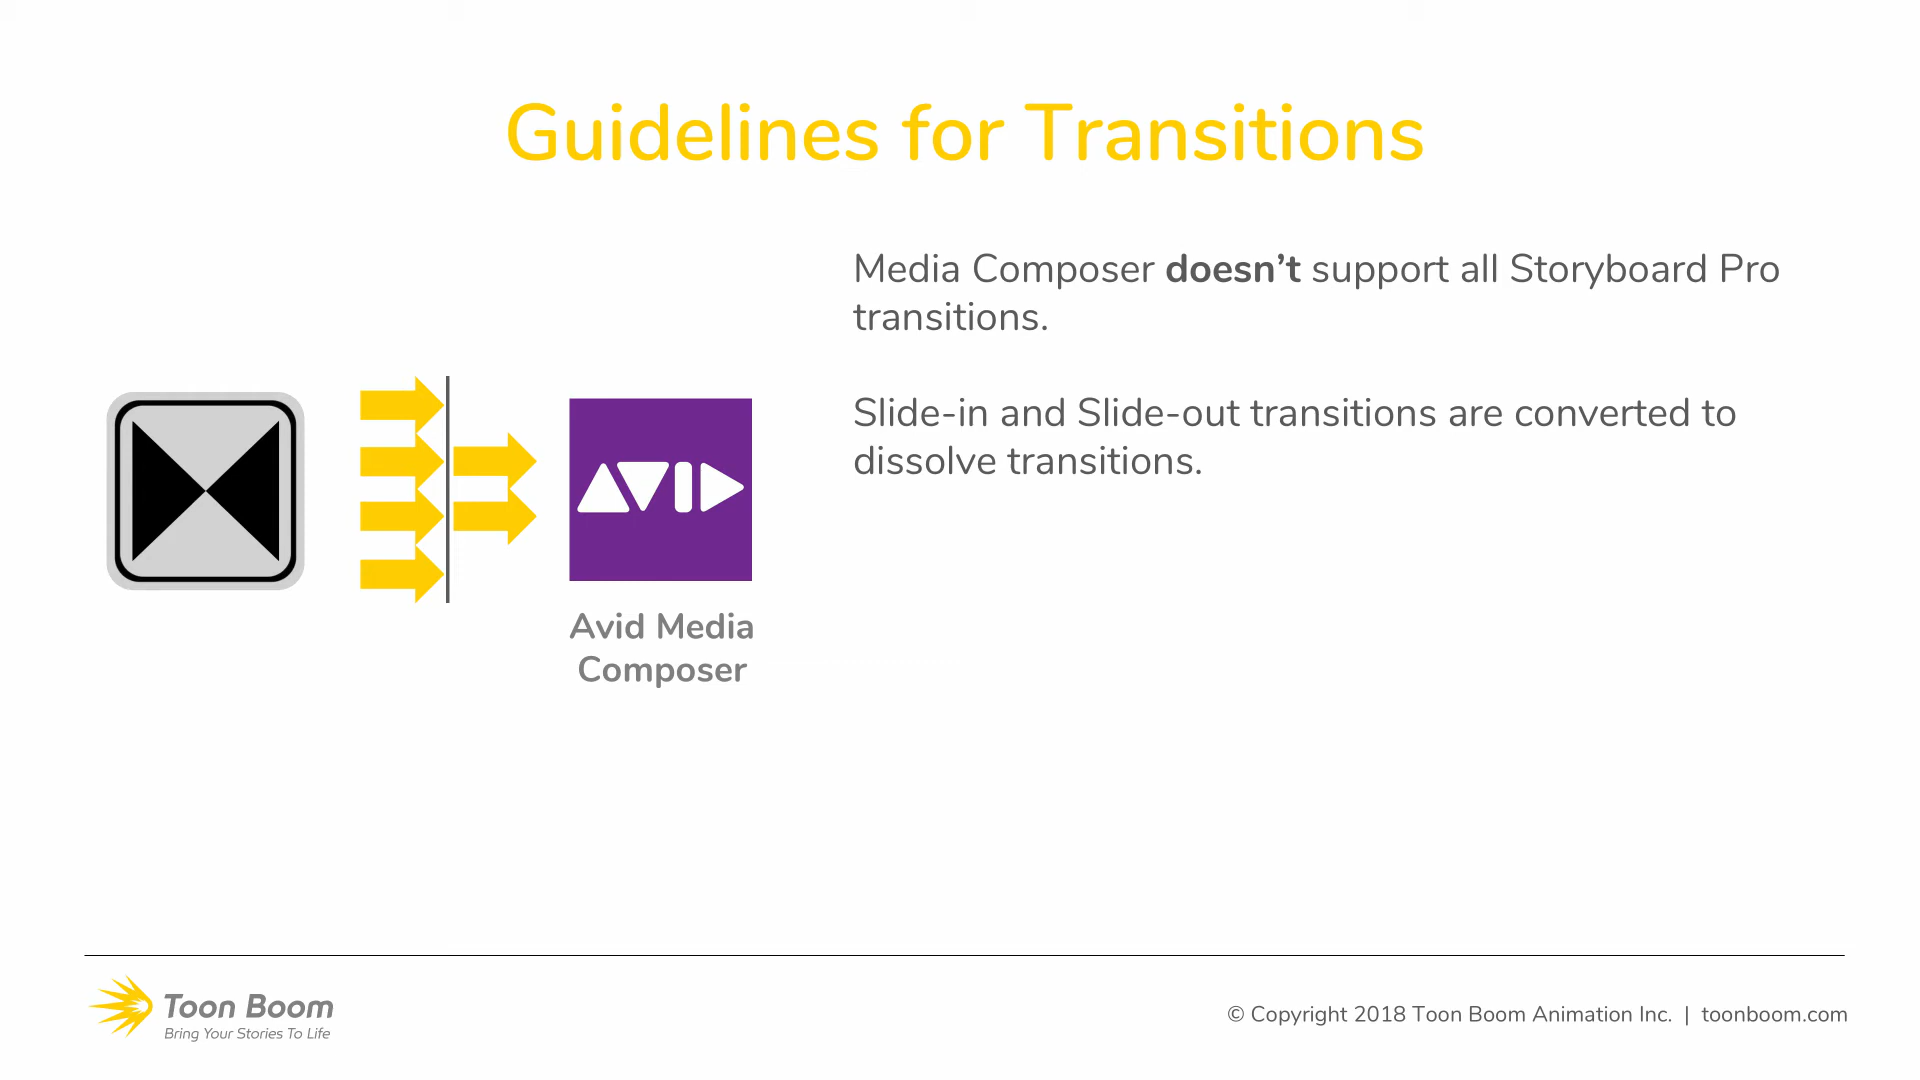 Guidelines for Transitions
Media Composer doesn’t support all Storyboard Pro
transitions.
Slide-in and Slide-out transitions are converted to
dissolve transitions.
AVID
Avid Media
Composer
Toon Boom
Bring Your Stories To Life
© Copyright 2018 Toon Boom Animation Inc. | toonboom.com